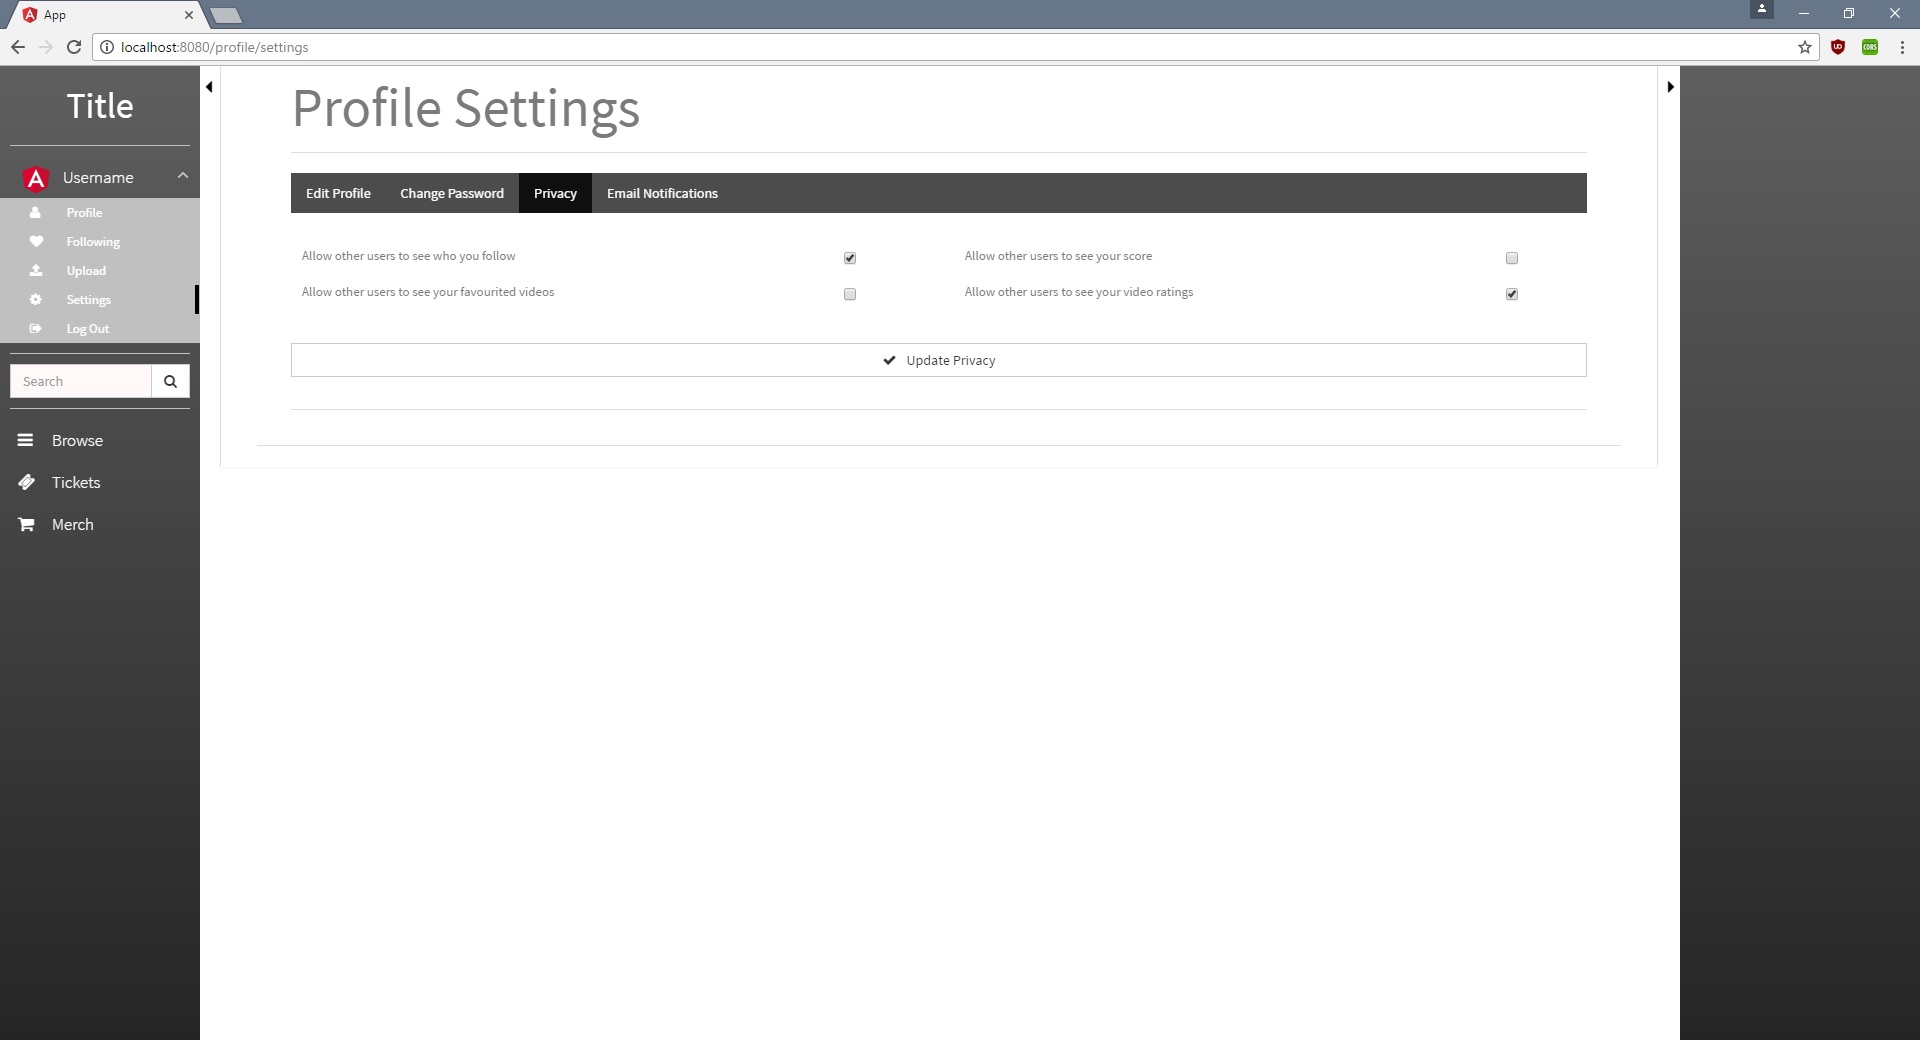 App
localhost:8080/profile/settings
Title
Username
Profile
Following
Upload
Settings
Log Out
Search
Browse
Tickets
Merch
Profile Settings
Edit Profile Change Password Privacy Email Notifications
Allow other users to see who you follow Allow other users to see your score
Allow other users to see your favourited videos Allow other users to see your video ratings
Update Privacy